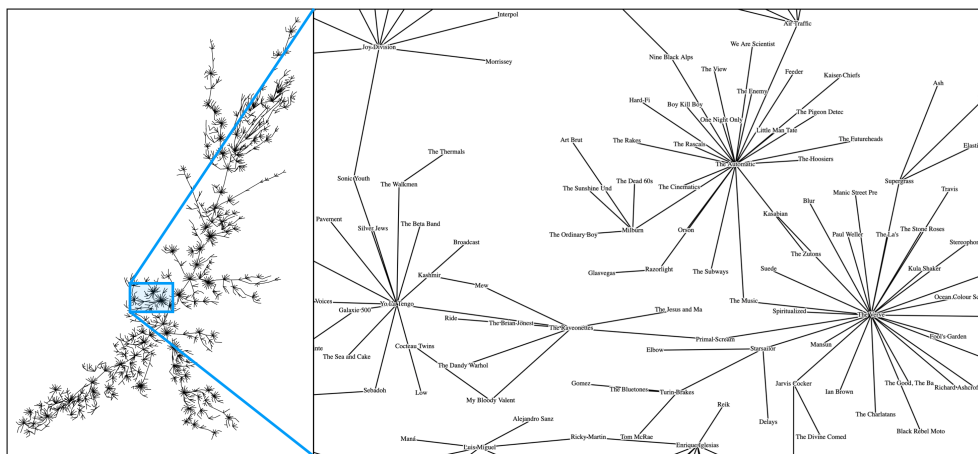 Interpol
Joy Division
Morrissey
Air Traffic
We Are Scientist
Nine Black Alps
The View
Feeder
Kaiser Chiefs
Ash
The Enemy
Hard-Fi
Boy Kill Boy
One Night Only
The Pigeon Detec
Little Man Tate
The Futureheads
Art Brut
The Rakes
The Rascals
The Thermals
The Automatic
The Hoosiers
Elasti
Sonic Youth
The Walkmen
The Dead 60s
The Sunshine Und
The Cinematics
Supergrass
Manic Street Pre
Travis
Blur
Kasabian
Pavement
Silver Jews
The Beta Band
The Ordinary Boy
Milburn
Orson
Paul Weller
The La's
The Stone Roses
Broadcast
The Zutons
Stereophon
Glasvegas
Razorlight
The Subways
Suede
Kula Shaker
Kashmir
Mew
Voices
Yo La Tengo
Galaxie 500
The Music
Ocean Colour Sc
The Jesus and Ma
Spiritualized
The Verve
Ride
The Brian Jonest
The Raveonettes
Primal Scream
Fool's Garden
nte
The Sea and Cake
Cocteau Twins
Elbow
Starsailor
Mansun
The Dandy Warhol
Gomez
The Bluetones
Turin Brakes
Jarvis Cocker
Ian Brown
The Good, The Ba
Richard Ashcrof
Sebadoh
Low
My Bloody Valent
Reik
The Charlatans
Alejandro Sanz
Delays
Black Rebel Moto
Maná
Luis Miguel
Ricky Martin
Tom McRae
Enrique Iglesias
The Divine Comed